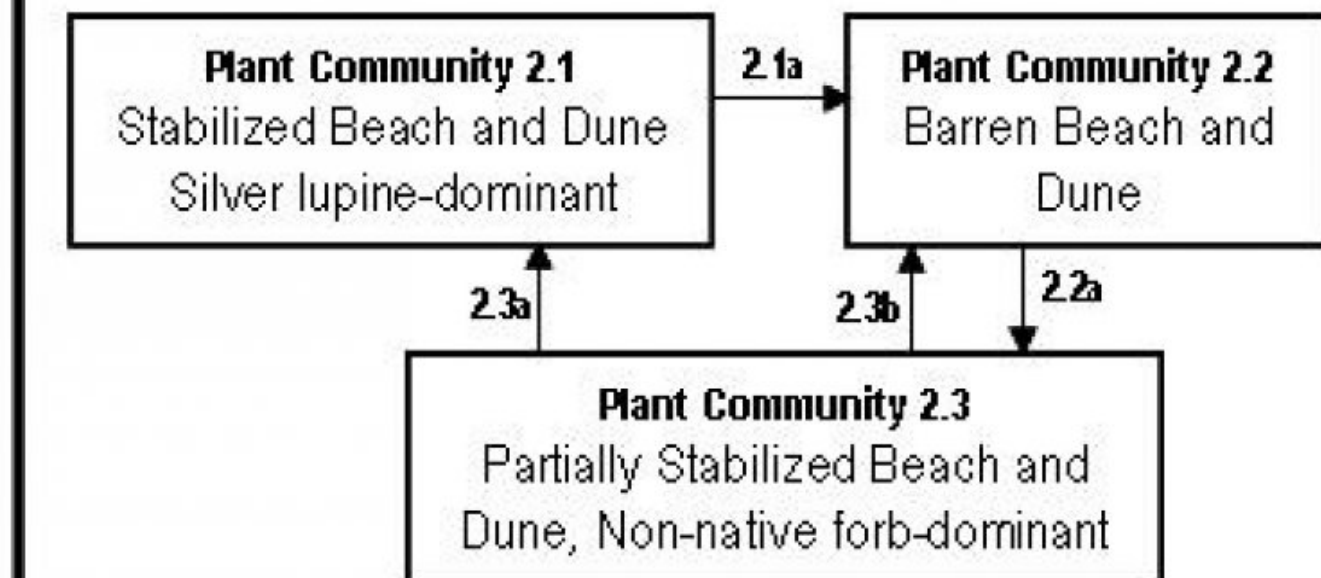 Plant Community 2.1
Stabilized Beach and Dune
Silver lupine-dominant
2.1a
Plant Community 2.2
Barren Beach and
Dune
2.3a
2.3b
2.2a
Plant Community 2.3
Partially Stabilized Beach and
Dune, Non-native forb-dominant